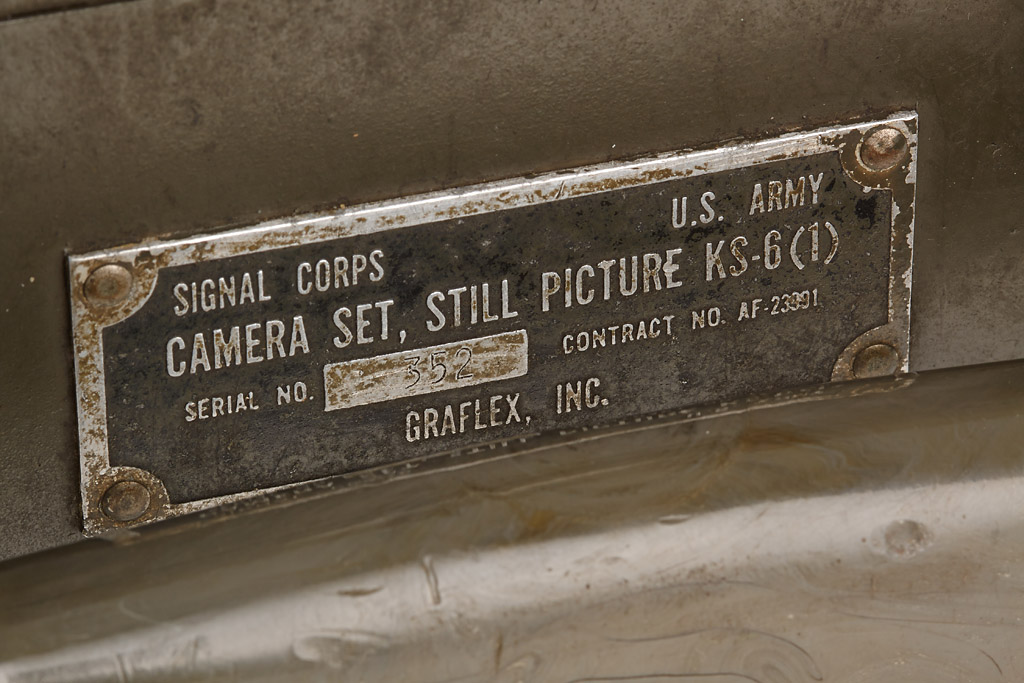 SIGNAL CORPS U.S. ARMY
CAMERA SET, STILL PICTURE KS-6(1)
SERIAL NO. 352 CONTRACT NO. AF-23991
GRAFLEX, INC.